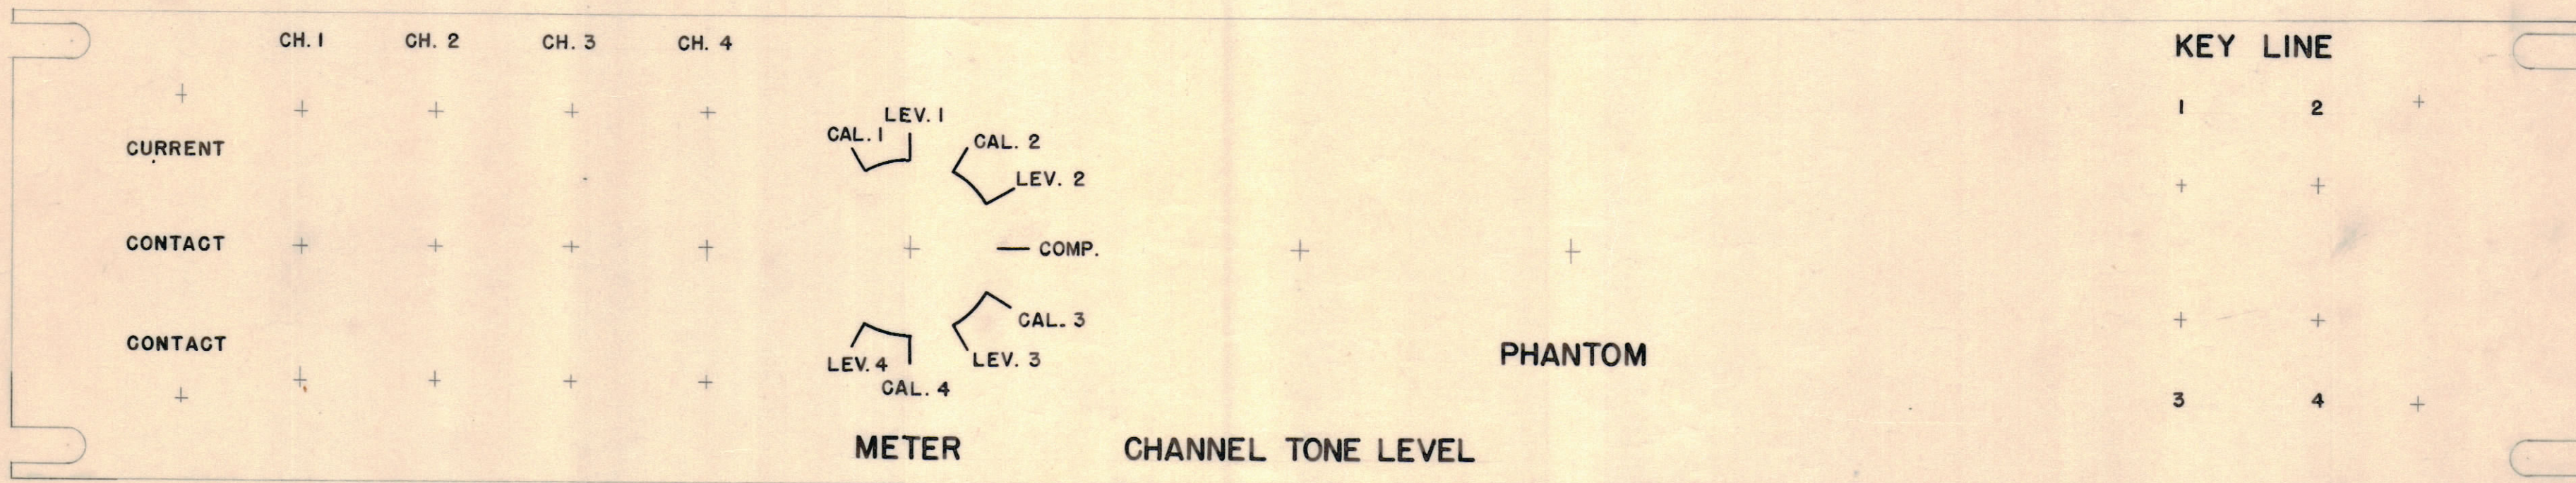 CH. 1 CH. 2 CH. 3 CH. 4
KEY LINE
1 2
LEV. 1
CAL. 1
CAL. 2
CURRENT
LEV. 2
CONTACT
COMP.
CAL. 3
CONTACT
PHANTOM
LEV. 3
LEV. 4
CAL. 4
3 4
METER
CHANNEL TONE LEVEL